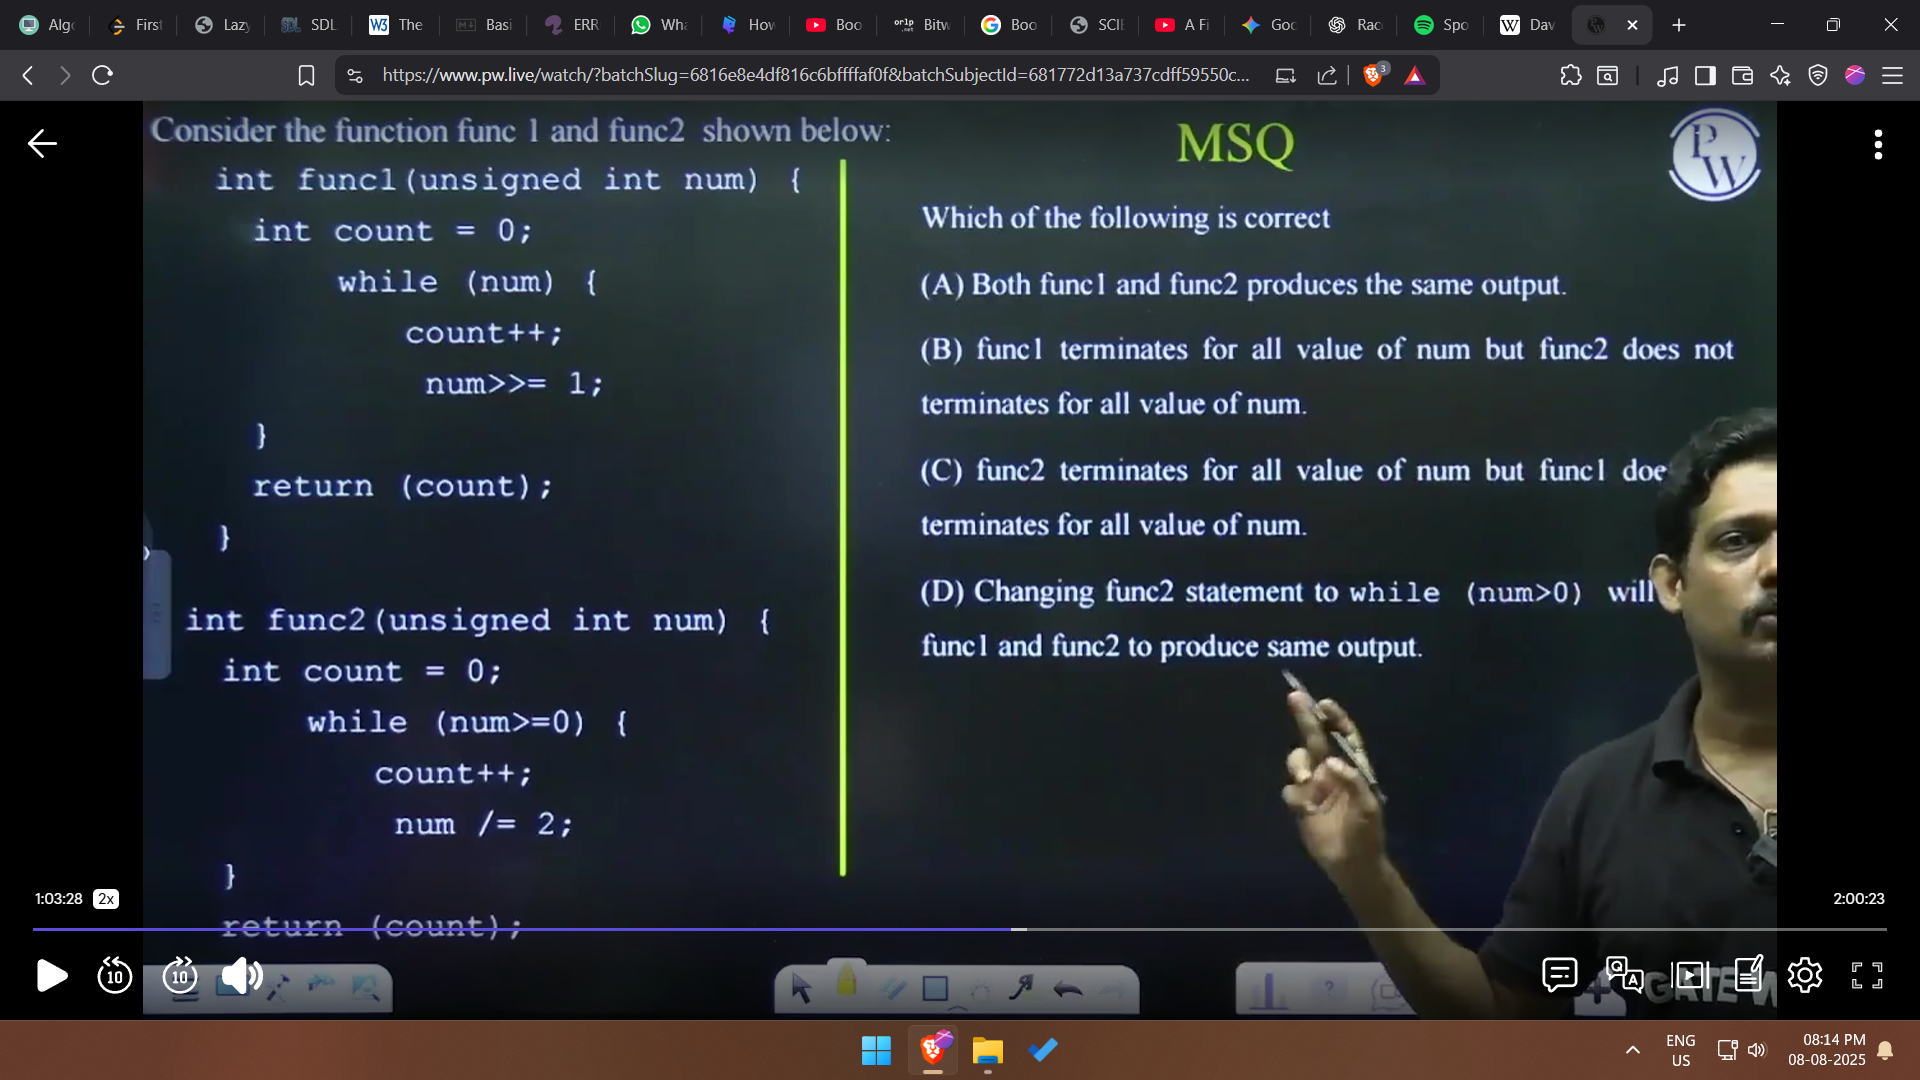 Algo
First
Lazy
SDL
The
Basi
ERR
Wha
How
Boo
Bitw
Boo
SCIE
A Fi
Goo
Rac
Spo
Dav
https://www.pw.live/watch/?batchSlug=6816e8e4df816c6bffffaf0f&batchSubjectId=681772d13a737cdff59550c...
3
Consider the function func 1 and func2 shown below:
int func1(unsigned int num) {
int count = 0;
while (num) {
count++;
num>>= 1;
}
return (count);
}
int func2(unsigned int num) {
int count = 0;
while (num>=0) {
count++;
num /= 2;
}
return (count);
MSQ
PW
Which of the following is correct
(A) Both func1 and func2 produces the same output.
(B) func1 terminates for all value of num but func2 does not
terminates for all value of num.
(C) func2 terminates for all value of num but func1 doe
terminates for all value of num.
(D) Changing func2 statement to while (num>0) will
func1 and func2 to produce same output.
1:03:28 2x
2:00:23
10
10
GATE W
ENG
US
08:14 PM
08-08-2025